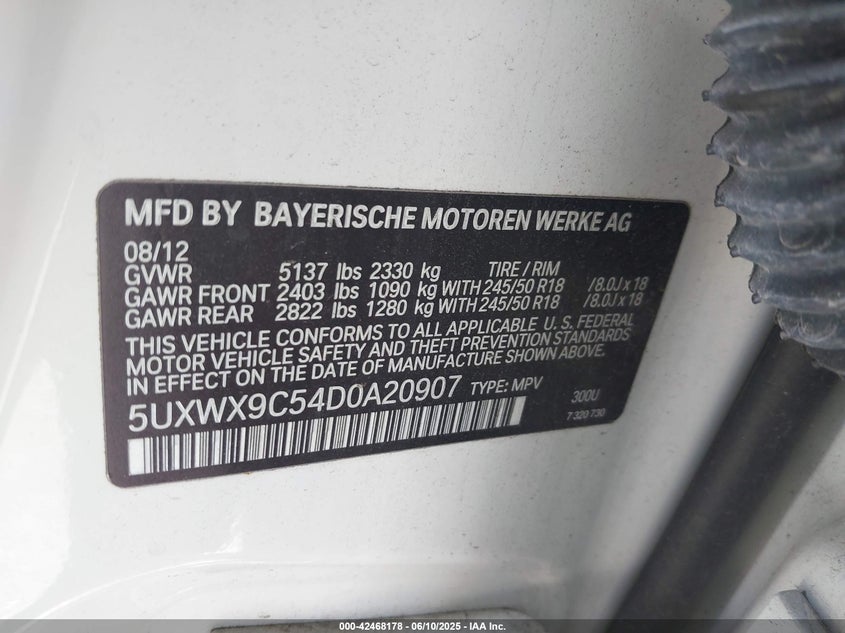 MFD BY BAYERISCHE MOTOREN WERKE AG
08/12
GVWR 5137 lbs 2330 kg TIRE / RIM
GAWR FRONT 2403 lbs 1090 kg WITH 245/50 R18 /8.0J x 18
GAWR REAR 2822 lbs 1280 kg WITH 245/50 R18 /8.0J x 18
THIS VEHICLE CONFORMS TO ALL APPLICABLE U. S. FEDERAL
MOTOR VEHICLE SAFETY AND THEFT PREVENTION STANDARDS
IN EFFECT ON THE DATE OF MANUFACTURE SHOWN ABOVE.
5UXWX9C54D0A20907 TYPE: MPV 300U
7 320 730
000-42468178 - 06/10/2025 - IAA Inc.